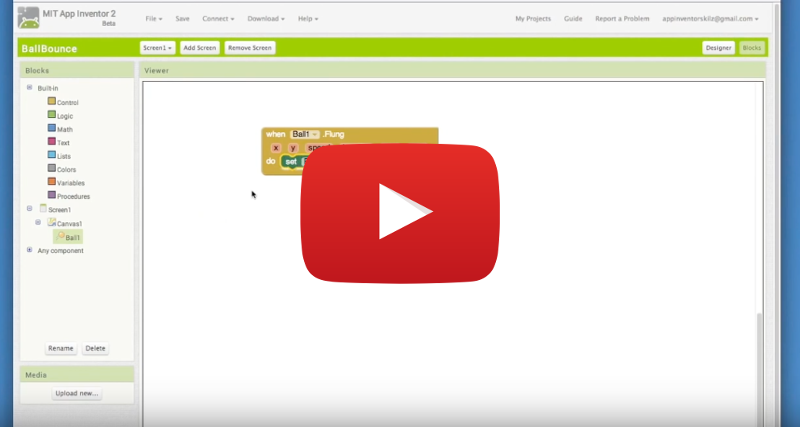 MIT App Inventor 2
Beta
File Save Connect Download Help My Projects Guide Report a Problem appinventorskilz@gmail.com
BallBounce Screen1 Add Screen Remove Screen Designer Blocks
Blocks Viewer
Built-in
Control
Logic
Math
Text
Lists
Colors
Variables
Procedures
Screen1
Canvas1
Ball1
Any component
when Ball1 .Flung
x y
do set
Rename Delete
Media
Upload new...